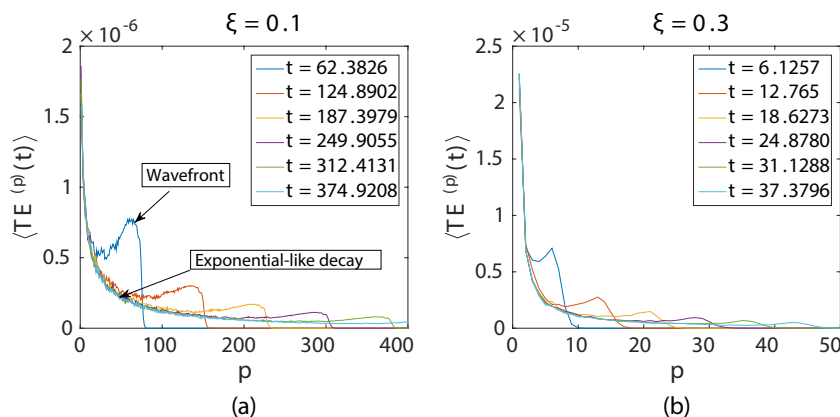 ξ = 0.1
×10⁻⁶
⟨TE ⁽ᵖ⁾(t)⟩
2
1.5
1
0.5
0
t = 62.3826
t = 124.8902
t = 187.3979
t = 249.9055
t = 312.4131
t = 374.9208
Wavefront
Exponential-like decay
0 100 200 300 400
p
(a)
ξ = 0.3
×10⁻⁵
⟨TE ⁽ᵖ⁾(t)⟩
2.5
2
1.5
1
0.5
0
t = 6.1257
t = 12.765
t = 18.6273
t = 24.8780
t = 31.1288
t = 37.3796
0 10 20 30 40 50
p
(b)